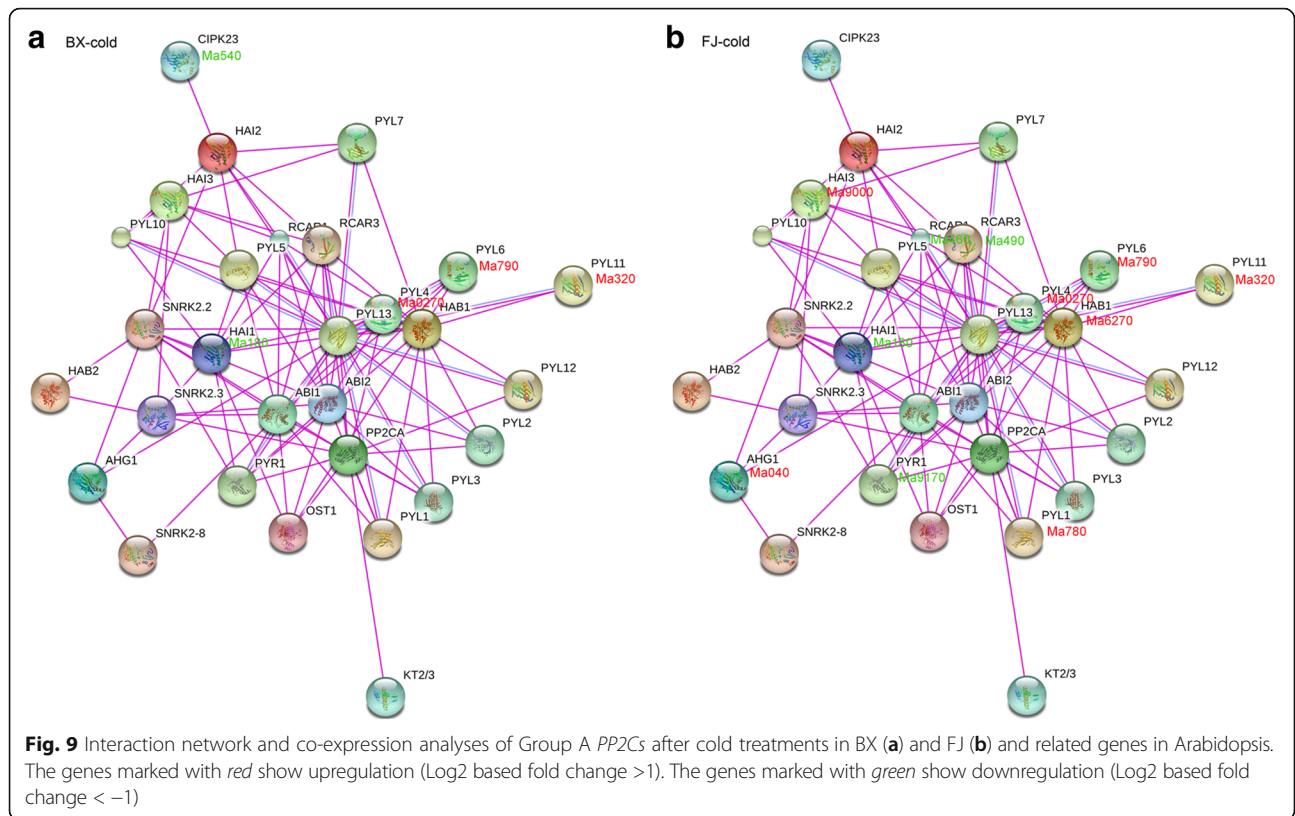 a BX-cold
CIPK23
Ma540
HAI2
PYL7
HAI3
PYL10
RCAR1
RCAR3
PYL5
PYL6
Ma790
PYL11
Ma320
PYL4
Ma0270
SNRK2.2
PYL13
HAB1
HAI1
Ma180
HAB2
ABI2
PYL12
SNRK2.3
ABI1
PYL2
PP2CA
AHG1
PYR1
PYL3
OST1
PYL1
SNRK2-8
KT2/3
b FJ-cold
CIPK23
HAI2
PYL7
HAI3
Ma9000
PYL10
RCAR1
RCAR3
Ma490
PYL5
PYL6
Ma790
PYL11
Ma320
PYL4
Ma0270
SNRK2.2
PYL13
HAB1
Ma6270
HAI1
Ma180
HAB2
ABI2
PYL12
SNRK2.3
ABI1
PYL2
PP2CA
AHG1
Ma040
PYR1
Ma9170
PYL3
OST1
PYL1
Ma780
SNRK2-8
KT2/3
Fig. 9 Interaction network and co-expression analyses of Group A PP2Cs after cold treatments in BX (a) and FJ (b) and related genes in Arabidopsis.
The genes marked with red show upregulation (Log2 based fold change >1). The genes marked with green show downregulation (Log2 based fold
change < −1)